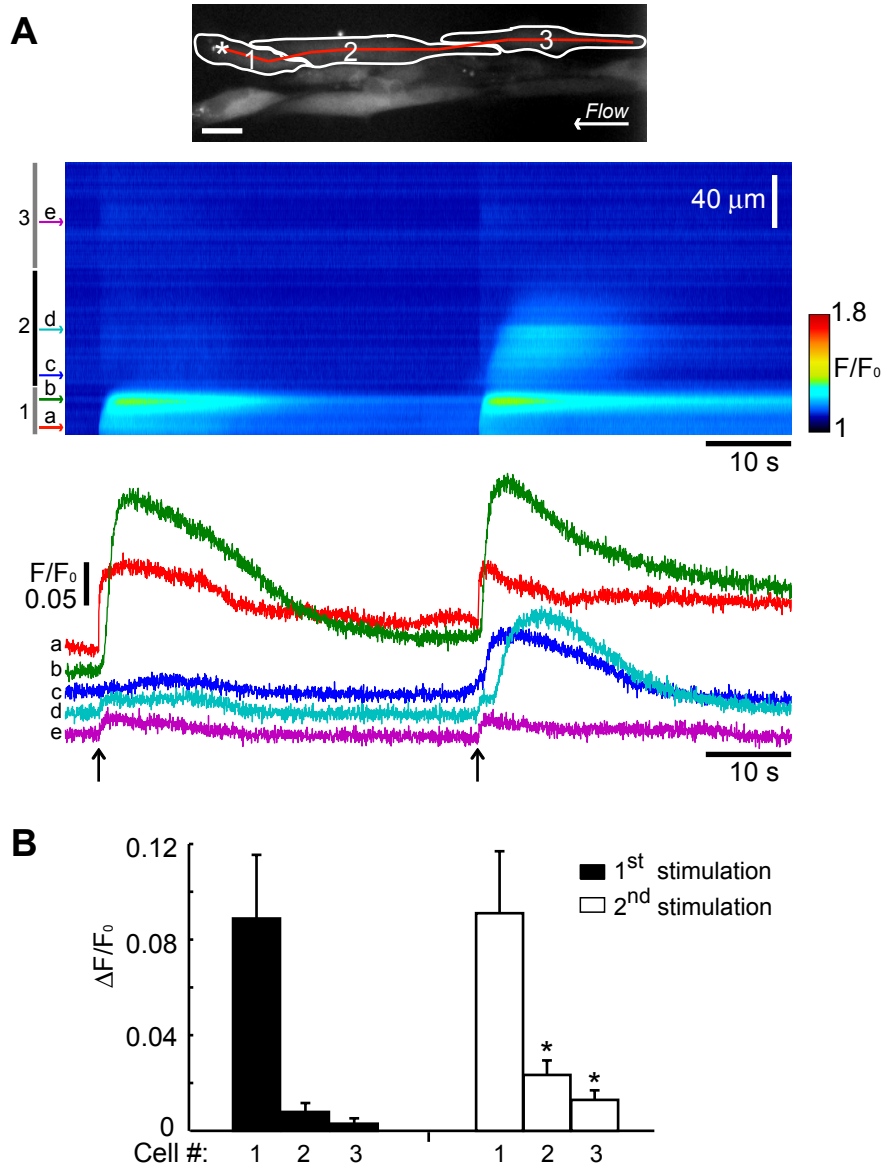 A
*
1
2
3
Flow
3
e
d
2
c
b
1
a
40 μm
1.8
F/F₀
1
10 s
F/F₀
0.05
a
b
c
d
e
10 s
B
0.12
0.08
0.04
0
ΔF/F₀
1st stimulation
2nd stimulation
* *
Cell #: 1 2 3 1 2 3